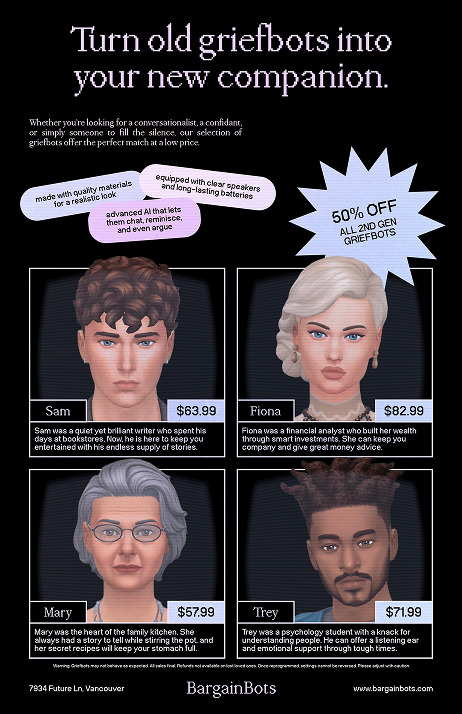 Turn old griefbots into
your new companion.
Whether you're looking for a conversationalist, a confidant,
or simply someone to fill the silence, our selection of
griefbots offer the perfect match at a low price.
made with quality materials
for a realistic look
equipped with clear speakers
and long-lasting batteries
advanced AI that lets
them chat, reminisce,
and even argue
50% OFF
ALL 2ND GEN
GRIEFBOTS
Sam
$63.99
Sam was a quiet yet brilliant writer who spent his
days at bookstores. Now, he is here to keep you
entertained with his endless supply of stories.
Fiona
$82.99
Fiona was a financial analyst who built her wealth
through smart investments. She can keep you
company and give great money advice.
Mary
$57.99
Mary was the heart of the family kitchen. She
always had a story to tell while stirring the pot, and
her secret recipes will keep your stomach full.
Trey
$71.99
Trey was a psychology student with a knack for
understanding people. He can offer a listening ear
and emotional support through tough times.
Warning: Griefbots may not behave as expected. All sales final. Refunds not available on lost loved ones. Once reprogrammed, settings cannot be reversed. Please adjust with caution.
7934 Future Ln, Vancouver
BargainBots
www.bargainbots.com